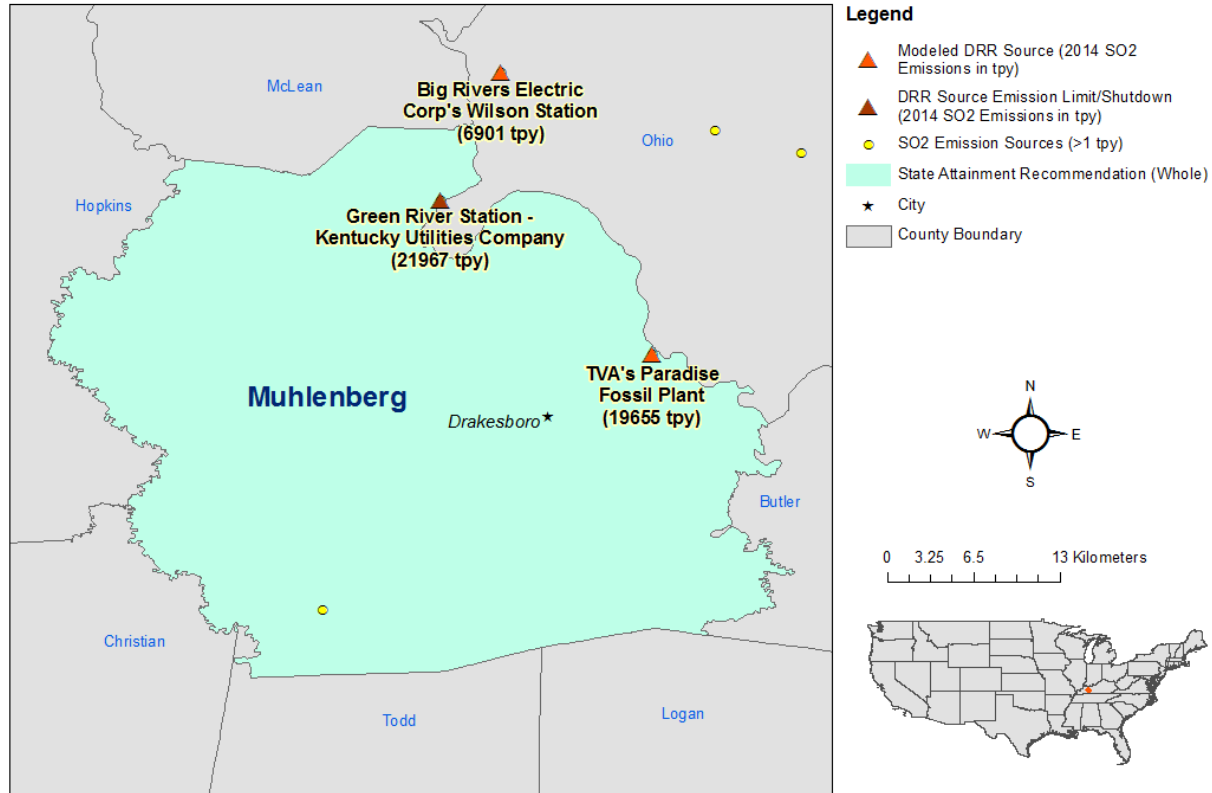 McLean
Big Rivers Electric
Corp's Wilson Station
(6901 tpy)
Ohio
Hopkins
Green River Station -
Kentucky Utilities Company
(21967 tpy)
TVA's Paradise
Fossil Plant
(19655 tpy)
Muhlenberg
Drakesboro
Butler
Christian
Todd
Logan
Legend
Modeled DRR Source (2014 SO2
Emissions in tpy)
DRR Source Emission Limit/Shutdown
(2014 SO2 Emissions in tpy)
SO2 Emission Sources (>1 tpy)
State Attainment Recommendation (Whole)
City
County Boundary
N
W
E
S
0 3.25 6.5 13 Kilometers